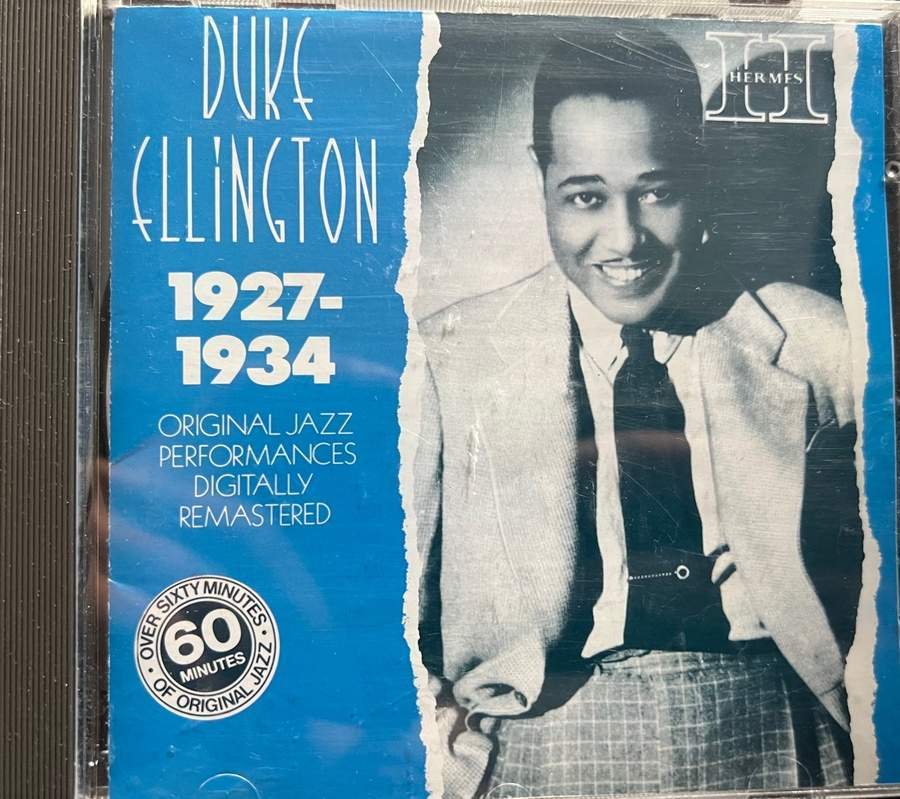 DUKE
ELLiNGTON
1927-
1934
ORIGINAL JAZZ
PERFORMANCES
DIGITALLY
REMASTERED
OVER SIXTY MINUTES
60
MINUTES
OF ORIGINAL JAZZ
H
HERMES